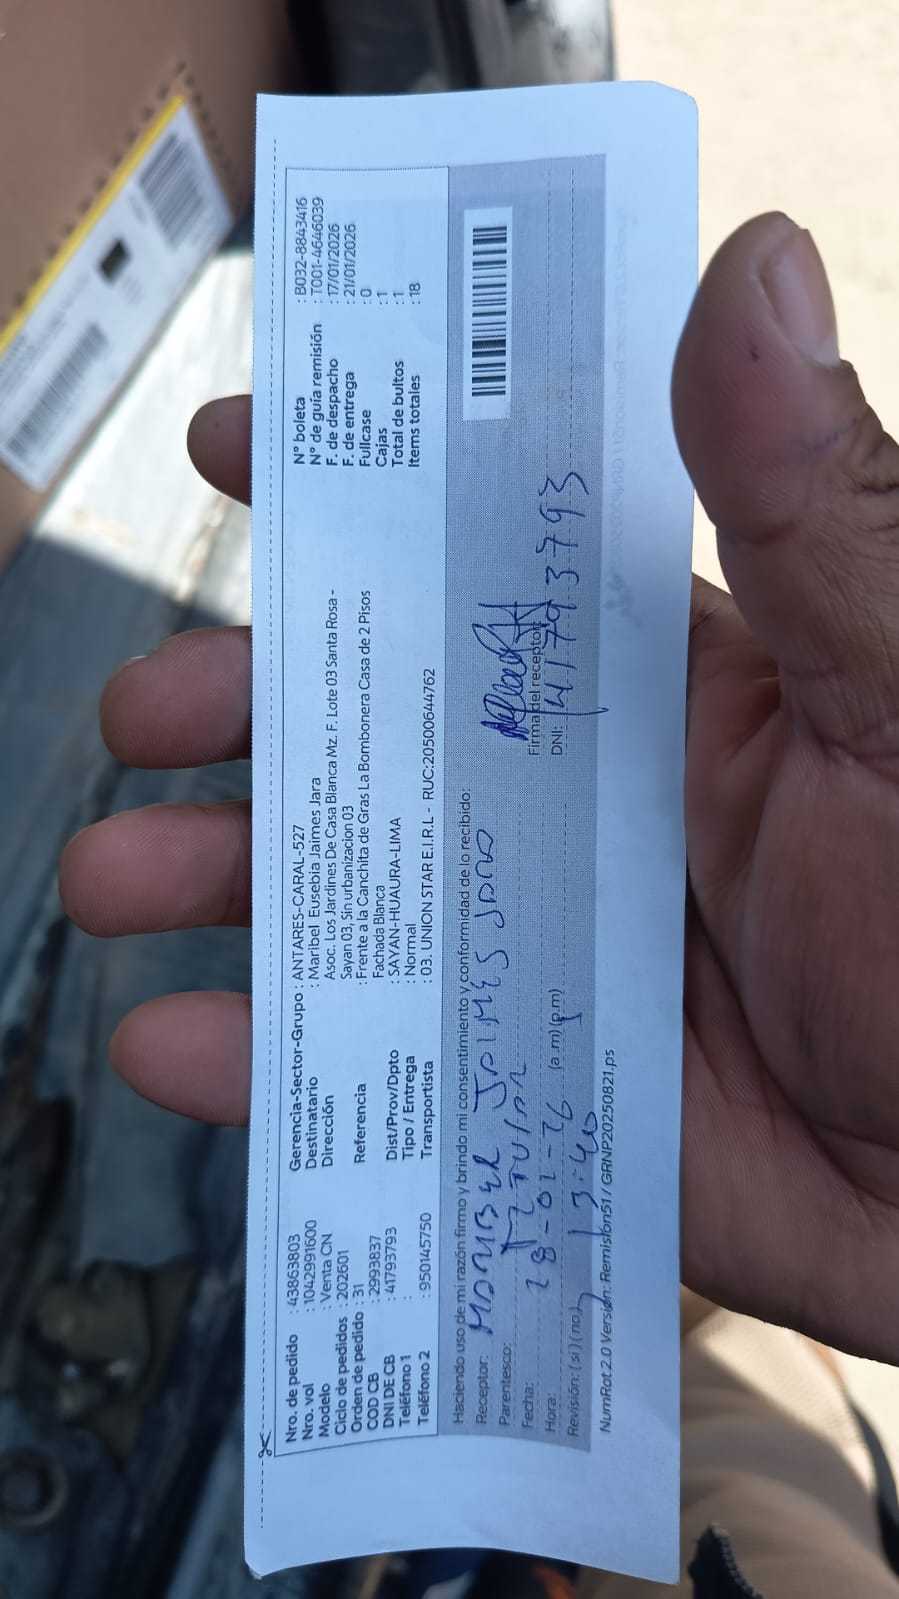 Nro. de pedido : 43863803
Nro. vol : 1042991600
Modelo : Venta CN
Ciclo de pedidos : 202601
Orden de pedido : 31
COD CB : 2993837
DNI DE CB : 41793793
Teléfono 1 :
Teléfono 2 : 950145750
Gerencia-Sector-Grupo : ANTARES-CARAL-527
Destinatario : Maribel Eusebia Jaimes Jara
Dirección Asoc. Los Jardines De Casa Blanca Mz. F. Lote 03 Santa Rosa -
Sayan 03, Sin urbanizacion 03
Referencia : Frente a la Canchita de Gras La Bombonera Casa de 2 Pisos
Fachada Blanca
Dist/Prov/Dpto : SAYAN-HUAURA-LIMA
Tipo / Entrega : Normal
Transportista : 03. UNION STAR E.I.R.L - RUC:20500644762
N° boleta : B032-8843416
N° de guía remisión : T001-4646039
F. de despacho : 17/01/2026
F. de entrega : 21/01/2026
Fullcase : 0
Cajas : 1
Total de bultos : 1
Items totales : 18
Haciendo uso de mi razón firmo y brindo mi consentimiento y conformidad de lo recibido:
Receptor:
Parentesco:
Fecha: 28-01-26
Hora: 13:40 (a.m)(p.m)
Revisión: (si) (no)
Firma del receptor:
DNI: 41793793
NumRot 2.0 Versión: Remision51 / GRNP20250821.ps